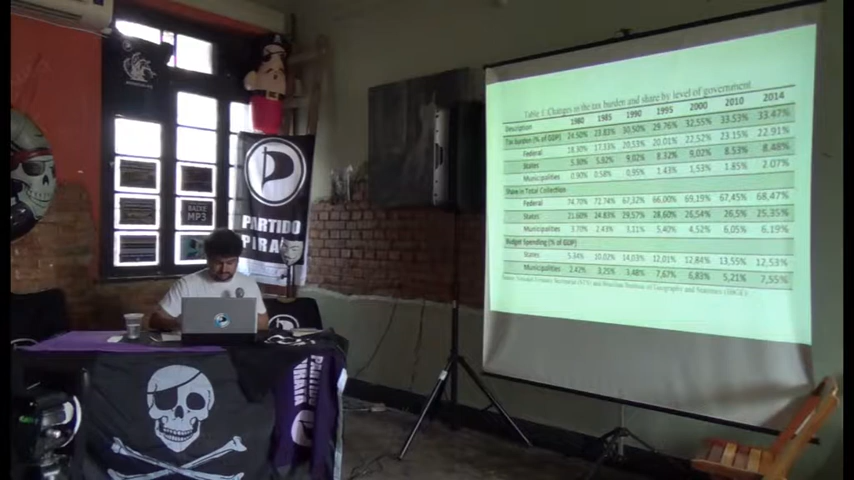 Table 1: Changes in the tax burden and share by level of government
Description 1980 1985 1990 1995 2000 2010 2014
Tax burden (% of GDP) 24.50% 23.83% 30.50% 29.76% 32.55% 33.53% 33.47%
Federal 18.30% 17.33% 20.53% 20.01% 22.52% 23.15% 22.91%
States 9.02% 8.32% 9.02% 8.53% 8.48%
Municipalities 0.90% 0.58% 0.95% 1.43% 1.53% 1.85% 2.07%
Share in Total Collection
Federal 74.70% 72.74% 67.32% 66.00% 69.19% 67.45% 68.47%
States 21.60% 24.83% 29.57% 28.60% 26.54% 26.5% 25.35%
Municipalities 3.70% 2.43% 3.11% 5.40% 4.52% 6.05% 6.19%
Budget Spending (% of GDP)
States 5.34% 10.02% 14.03% 12.01% 12.84% 13.55% 12.53%
Municipalities 2.42% 3.25% 3.48% 7.67% 6.83% 5.21% 7.55%
BAIXE
MP3
PARTIDO
PIRATA
PARTIDO
PIRATA